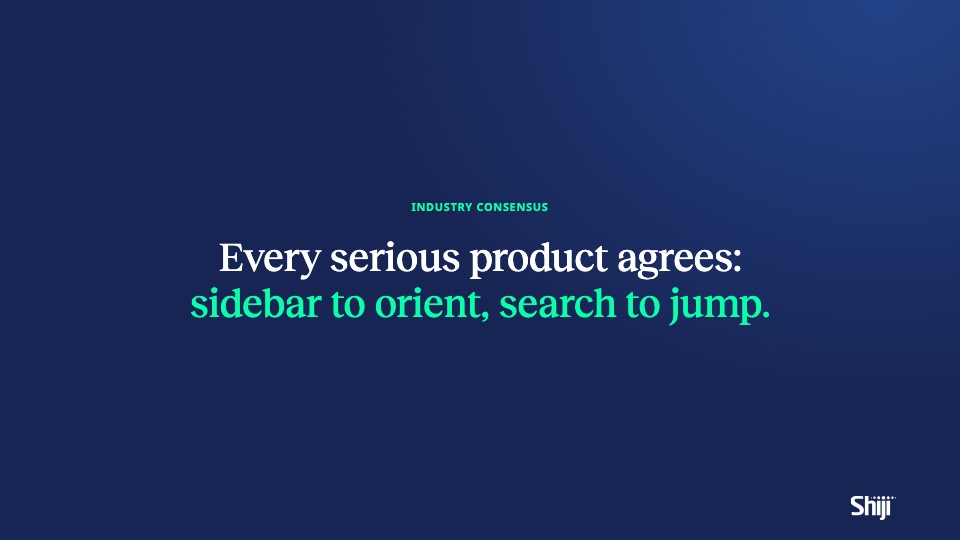 INDUSTRY CONSENSUS
Every serious product agrees:
sidebar to orient, search to jump.
Shiji